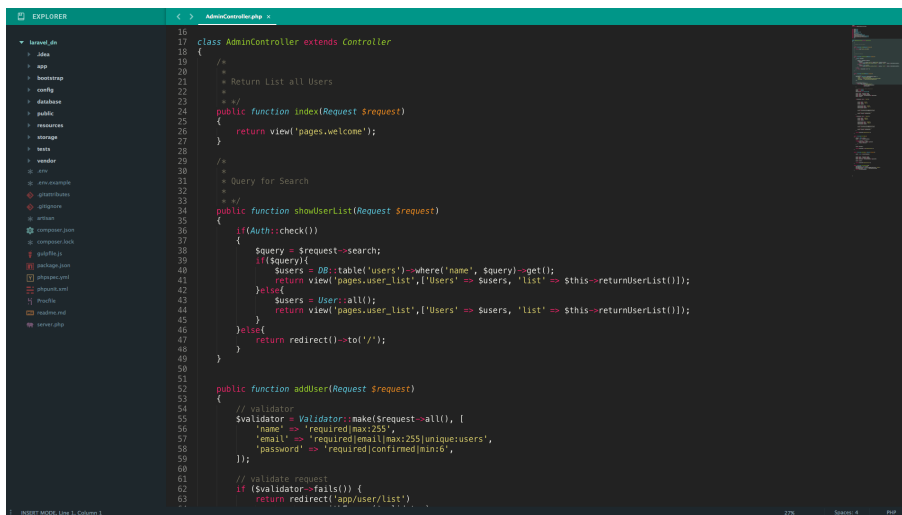 EXPLORER
AdminController.php ×
laravel_dn
.idea
app
bootstrap
config
database
public
resources
storage
tests
vendor
.env
.env.example
.gitattributes
.gitignore
artisan
composer.json
composer.lock
gulpfile.js
package.json
phpspec.yml
phpunit.xml
Procfile
readme.md
server.php
16
17 class AdminController extends Controller
18 {
19     /*
20      *
21      * Return List all Users
22      *
23      * */
24     public function index(Request $request)
25     {
26         return view('pages.welcome');
27     }
28
29     /*
30      *
31      * Query for Search
32      *
33      * */
34     public function showUserList(Request $request)
35     {
36         if(Auth::check())
37         {
38             $query = $request->search;
39             if($query){
40                 $users = DB::table('users')->where('name', $query)->get();
41                 return view('pages.user_list',['Users' => $users, 'list' => $this->returnUserList()]);
42             }else{
43                 $users = User::all();
44                 return view('pages.user_list',['Users' => $users, 'list' => $this->returnUserList()]);
45             }
46         }else{
47             return redirect()->to('/');
48         }
49     }
50
51
52     public function addUser(Request $request)
53     {
54         // validator
55         $validator = Validator::make($request->all(), [
56             'name' => 'required|max:255',
57             'email' => 'required|email|max:255|unique:users',
58             'password' => 'required|confirmed|min:6',
59         ]);
60
61         // validate request
62         if ($validator->fails()) {
63             return redirect('app/user/list')
INSERT MODE, Line 1, Column 1
27%
Spaces: 4
PHP